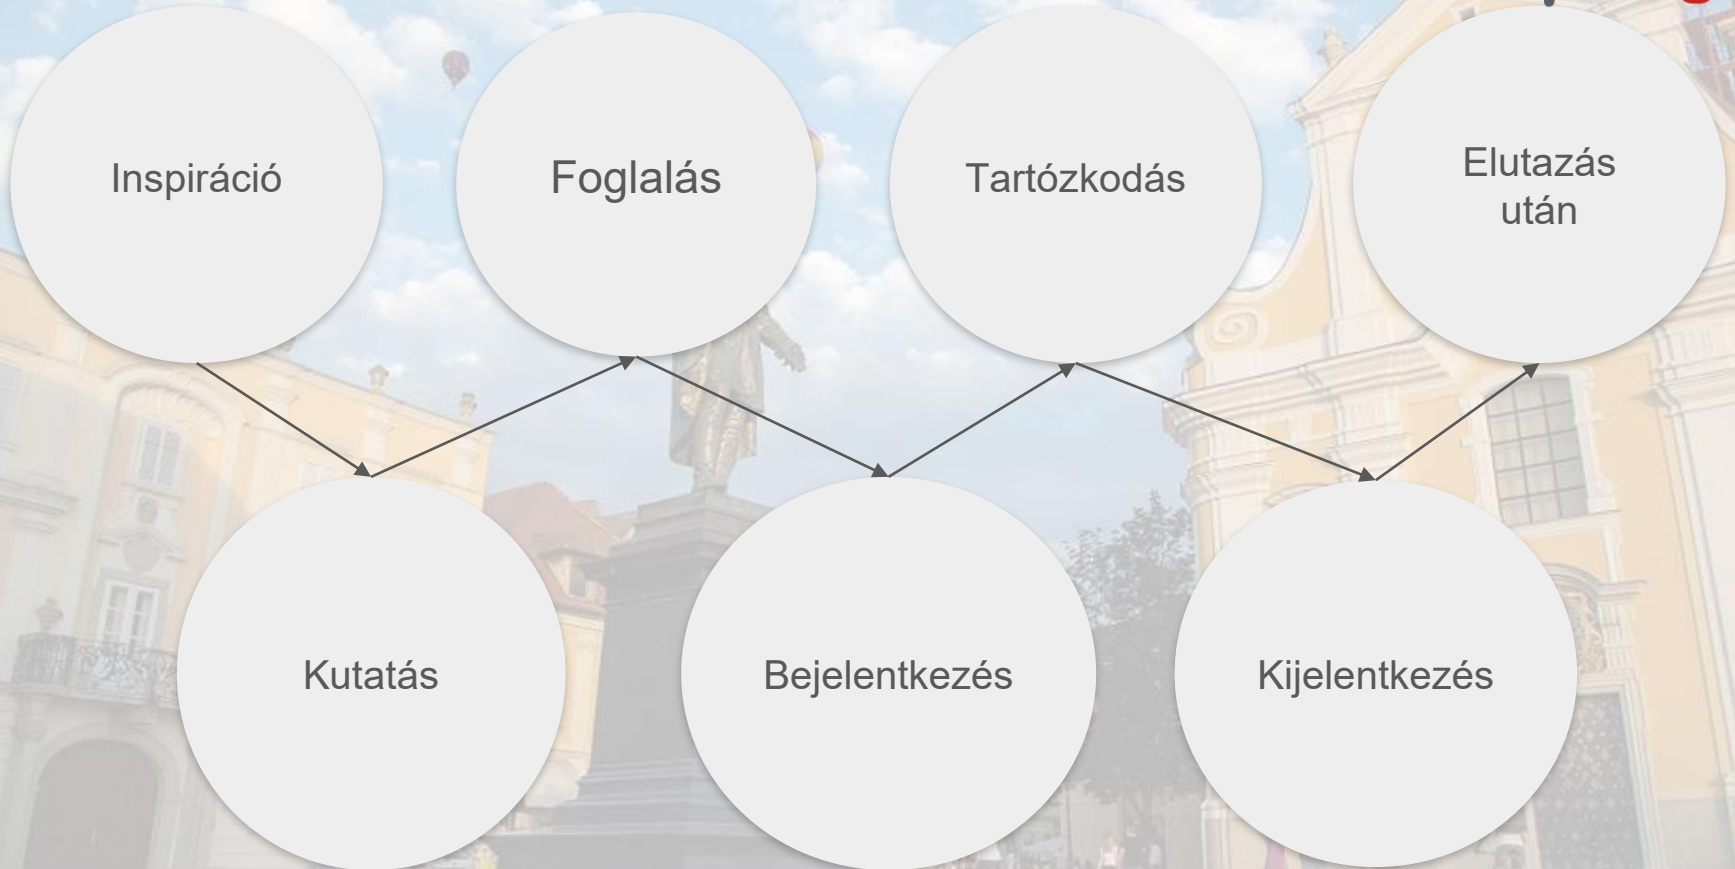 Inspiráció
Foglalás
Tartózkodás
Elutazás
után
Kutatás
Bejelentkezés
Kijelentkezés